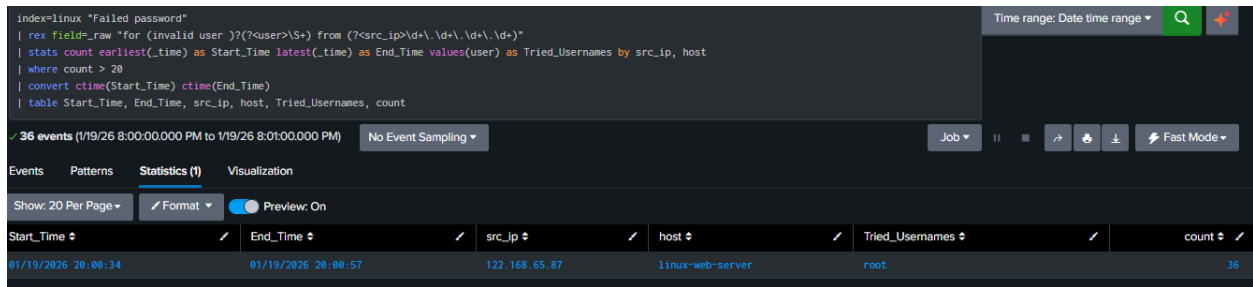 index=linux "Failed password"
| rex field=_raw "for (invalid user )?(?<user>\S+) from (?<src_ip>\d+\.\d+\.\d+\.\d+)"
| stats count earliest(_time) as Start_Time latest(_time) as End_Time values(user) as Tried_Usernames by src_ip, host
| where count > 20
| convert ctime(Start_Time) ctime(End_Time)
| table Start_Time, End_Time, src_ip, host, Tried_Usernames, count
Time range: Date time range
36 events (1/19/26 8:00:00.000 PM to 1/19/26 8:01:00.000 PM) No Event Sampling Job Fast Mode
Events Patterns Statistics (1) Visualization
Show: 20 Per Page Format Preview: On
Start_Time End_Time src_ip host Tried_Usernames count
01/19/2026 20:00:34 01/19/2026 20:00:57 122.168.65.87 linux-web-server root 36